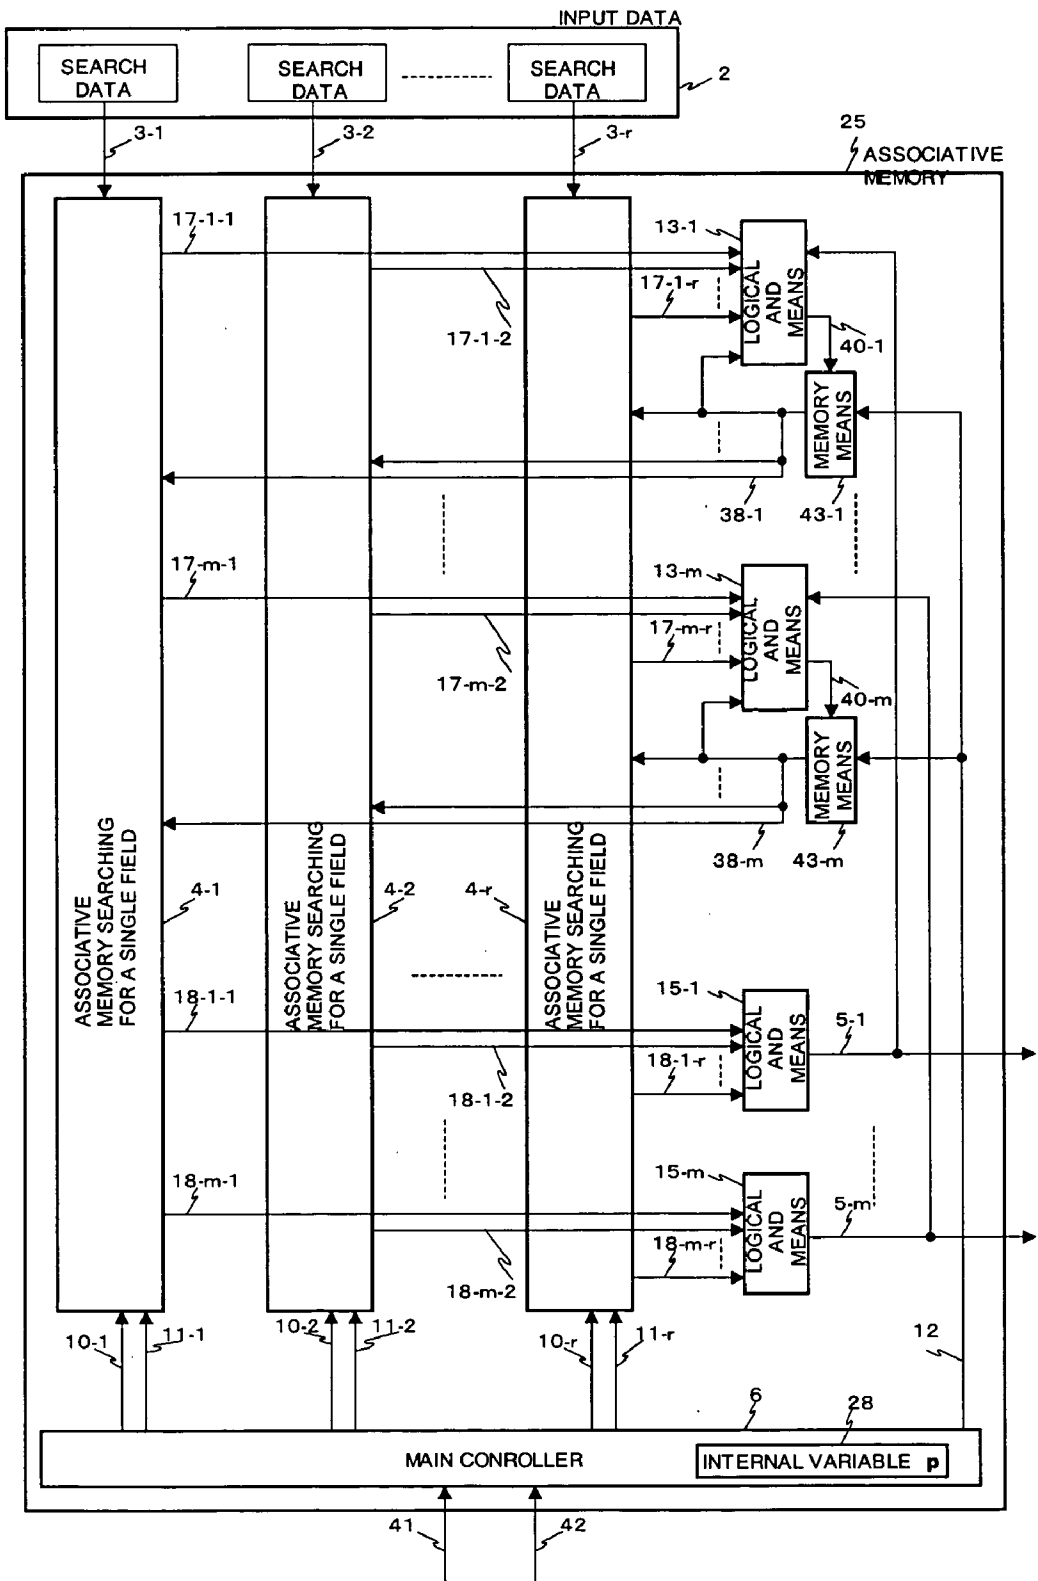 INPUT DATA
SEARCH
DATA
SEARCH
DATA
SEARCH
DATA
2
3-1
3-2
3-r
25
ASSOCIATIVE
MEMORY
17-1-1
13-1
17-1-r
LOGICAL
AND
MEANS
17-1-2
40-1
MEMORY
MEANS
38-1
43-1
17-m-1
13-m
17-m-r
LOGICAL
AND
MEANS
17-m-2
40-m
MEMORY
MEANS
38-m
43-m
ASSOCIATIVE
MEMORY SEARCHING
FOR A SINGLE FIELD
4-1
ASSOCIATIVE
MEMORY SEARCHING
FOR A SINGLE FIELD
4-2
4-r
ASSOCIATIVE
MEMORY SEARCHING
FOR A SINGLE FIELD
18-1-1
15-1
LOGICAL
AND
MEANS
5-1
18-1-r
18-1-2
18-m-1
15-m
LOGICAL
AND
MEANS
5-m
18-m-r
18-m-2
10-1
11-1
10-2
11-2
10-r
11-r
12
6
28
MAIN CONROLLER
INTERNAL VARIABLE p
41
42